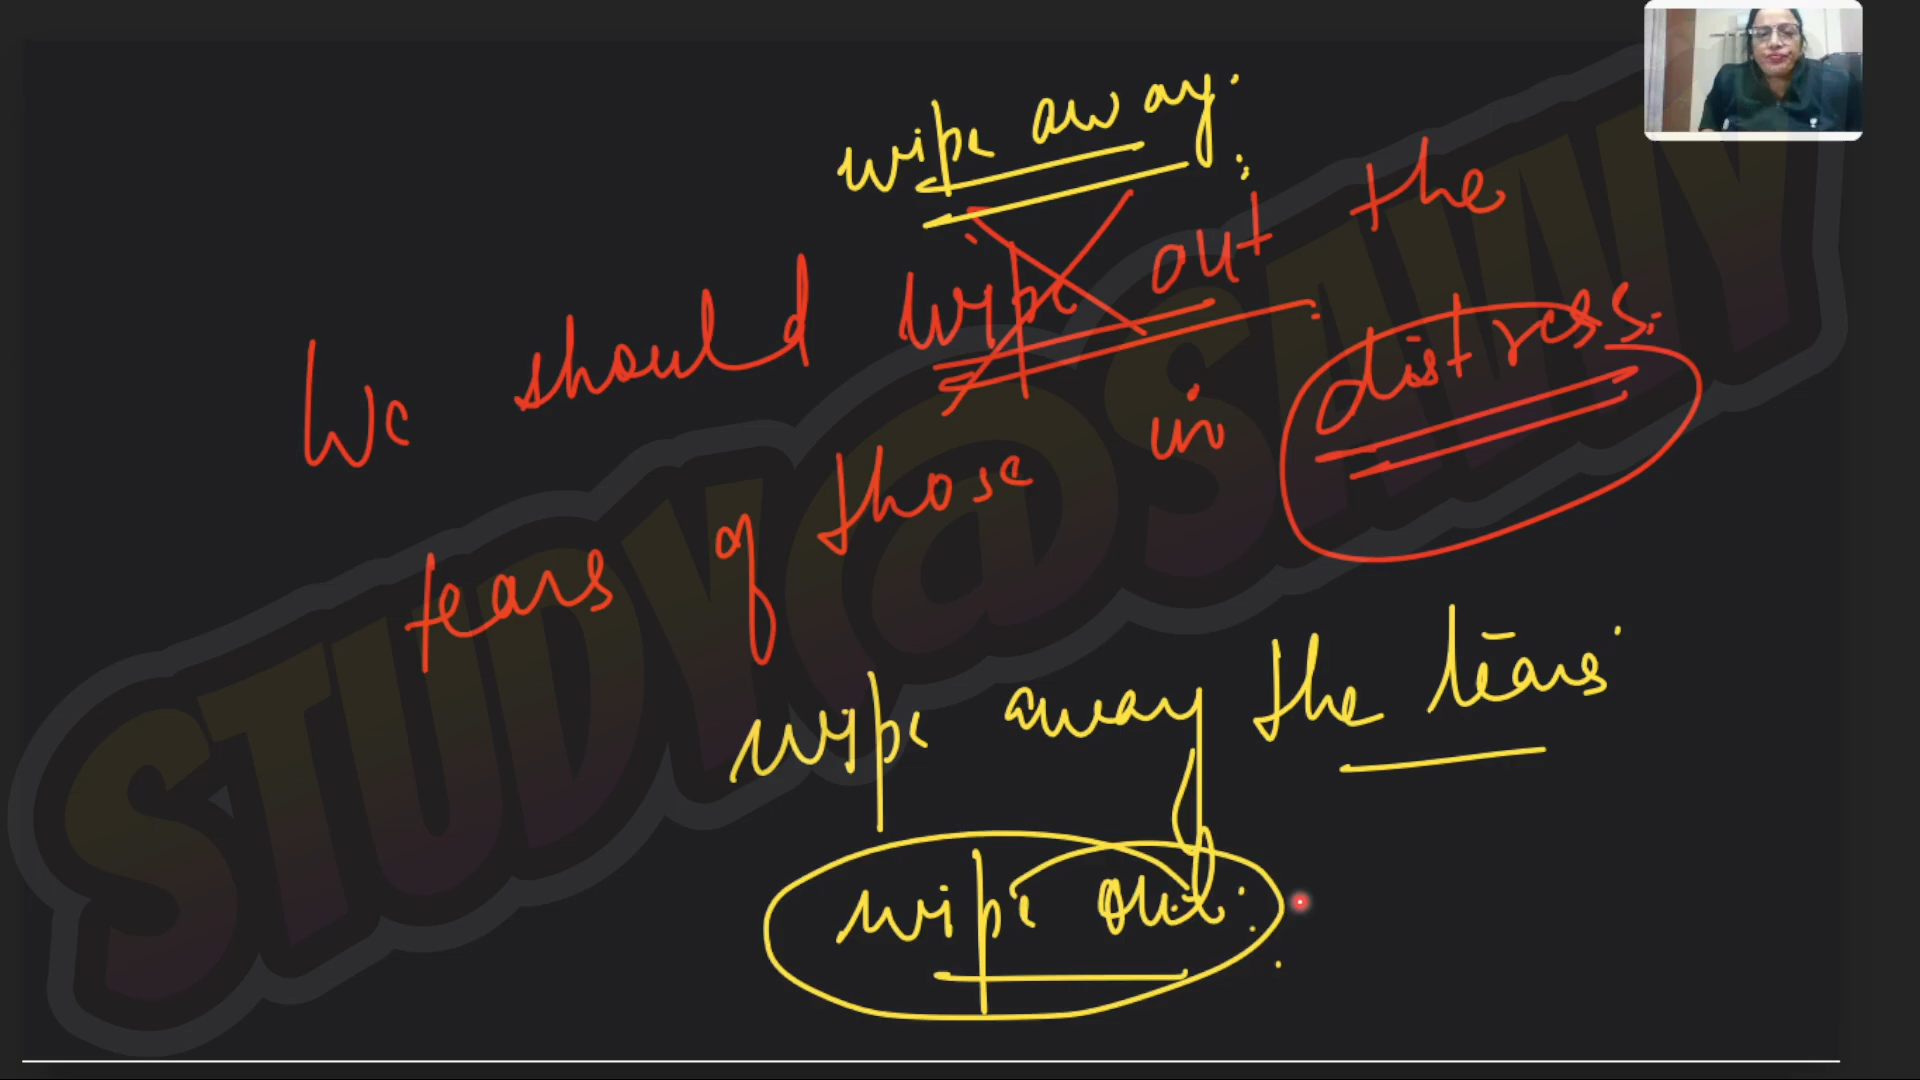 wipe away.
We should wipe out the
tears of those in distress.
wipe away the tears
wipe out
STUDY@SAVVY